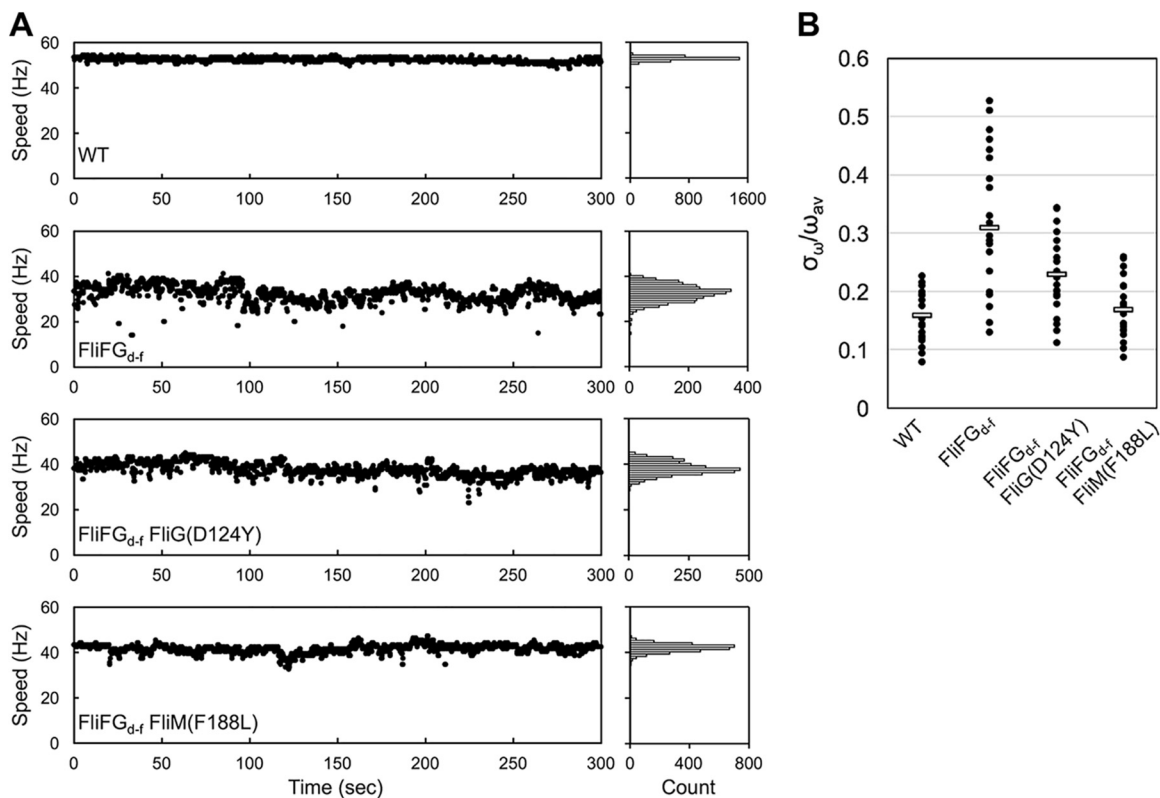 A
Speed (Hz)
60
40
20
0
WT
0 50 100 150 200 250 300
0 800 1600
Speed (Hz)
60
40
20
0
FliFGd-f
0 50 100 150 200 250 300
0 200 400
Speed (Hz)
60
40
20
0
FliFGd-f FliG(D124Y)
0 50 100 150 200 250 300
0 250 500
Speed (Hz)
60
40
20
0
FliFGd-f FliM(F188L)
0 50 100 150 200 250 300
Time (sec)
0 400 800
Count
B
σω/ωav
0.6
0.5
0.4
0.3
0.2
0.1
0
WT
FliFGd-f
FliFGd-f
FliG(D124Y)
FliFGd-f
FliM(F188L)